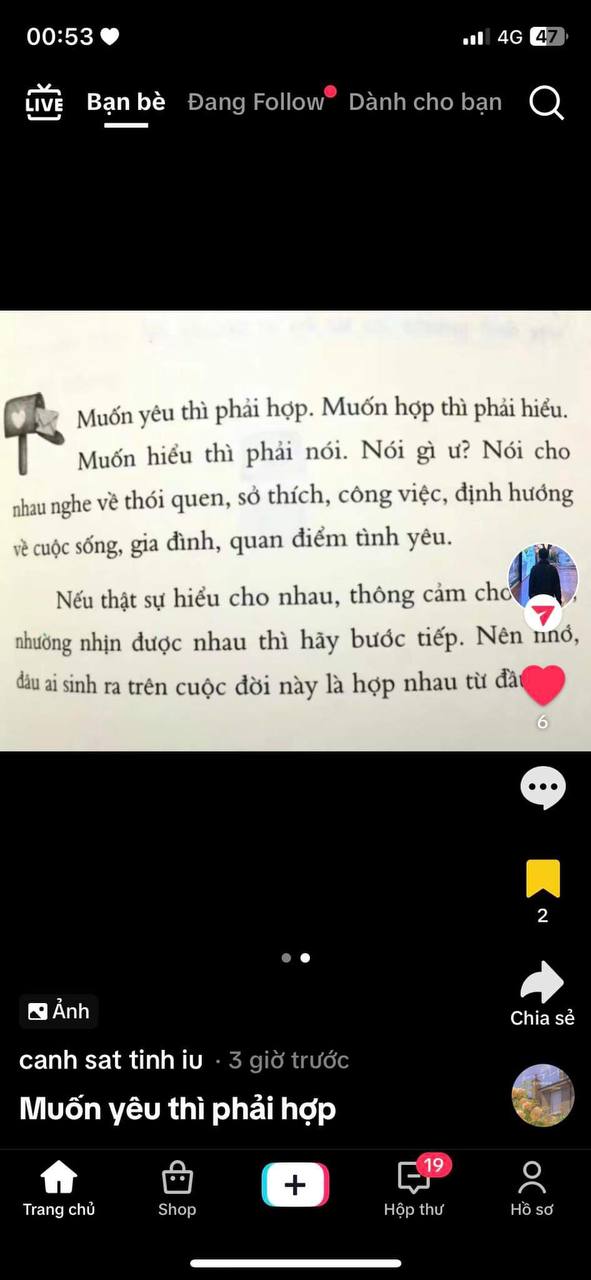 00:53
4G 47
LIVE Bạn bè Đang Follow Dành cho bạn
Muốn yêu thì phải hợp. Muốn hợp thì phải hiểu.
Muốn hiểu thì phải nói. Nói gì ư? Nói cho
nhau nghe về thói quen, sở thích, công việc, định hướng
về cuộc sống, gia đình, quan điểm tình yêu.
Nếu thật sự hiểu cho nhau, thông cảm cho
nhường nhịn được nhau thì hãy bước tiếp. Nên nhớ,
đâu ai sinh ra trên cuộc đời này là hợp nhau từ đầu
6
2
Chia sẻ
Ảnh
canh sat tinh iu · 3 giờ trước
Muốn yêu thì phải hợp
19
Trang chủ Shop Hộp thư Hồ sơ